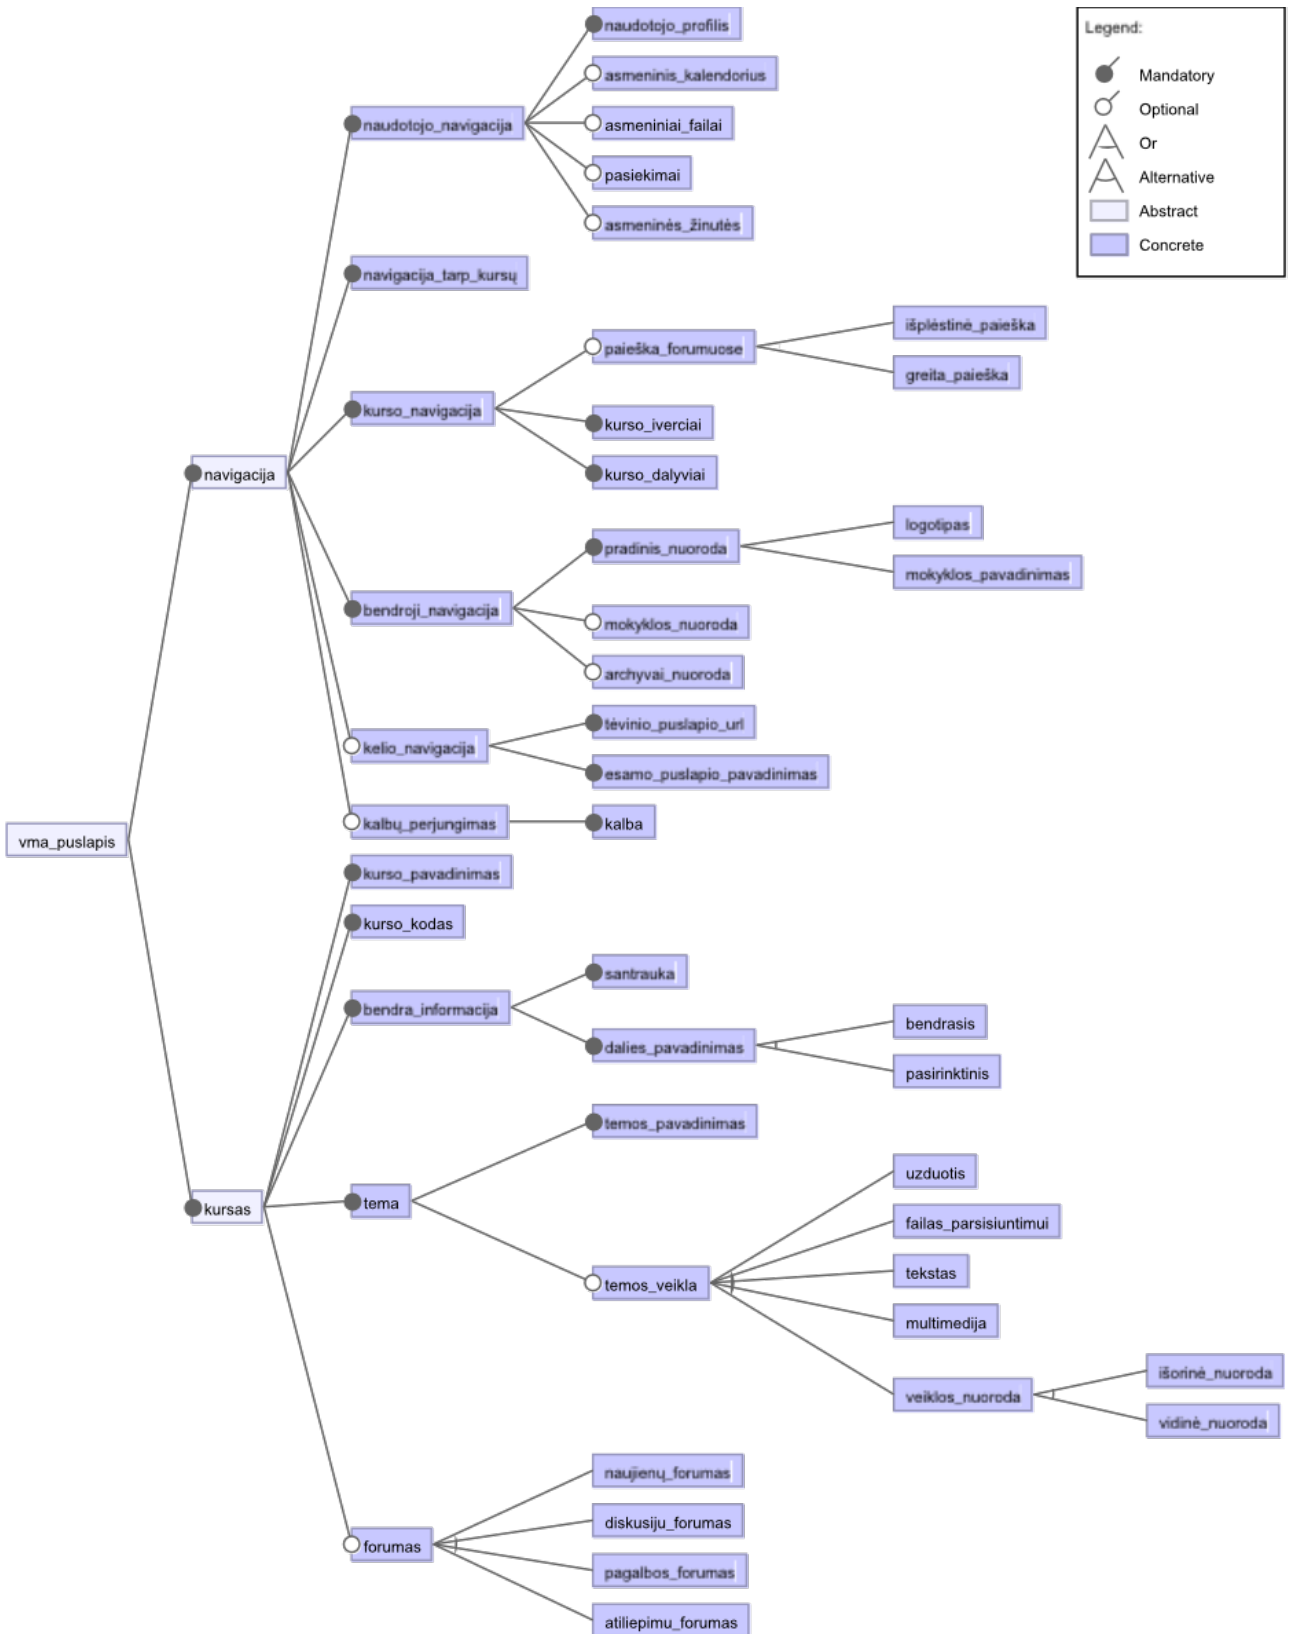 naudotojo_profilis
asmeninis_kalendorius
naudotojo_navigacija
asmeniniai_failai
pasiekimai
asmeninės_žinutės
navigacija_tarp_kursų
išplėstinė_paieška
paieška_forumuose
greita_paieška
kurso_navigacija
kurso_iverciai
kurso_dalyviai
navigacija
logotipas
pradinis_nuoroda
mokyklos_pavadinimas
bendroji_navigacija
mokyklos_nuoroda
archyvai_nuoroda
tėvinio_puslapio_url
kelio_navigacija
esamo_puslapio_pavadinimas
kalbų_perjungimas
kalba
vma_puslapis
kurso_pavadinimas
kurso_kodas
santrauka
bendra_informacija
bendrasis
dalies_pavadinimas
pasirinktinis
temos_pavadinimas
uzduotis
kursas
tema
failas_parsisiuntimui
tekstas
temos_veikla
multimedija
išorinė_nuoroda
veiklos_nuoroda
vidinė_nuoroda
naujienų_forumas
diskusiju_forumas
forumas
pagalbos_forumas
atiliepimu_forumas
Legend:
Mandatory
Optional
Or
Alternative
Abstract
Concrete